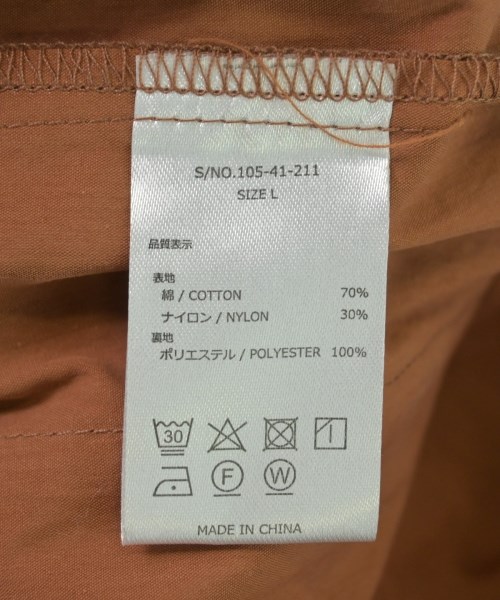 S/NO.105-41-211
SIZE L
品質表示
表地
綿 / COTTON 70%
ナイロン / NYLON 30%
裏地
ポリエステル / POLYESTER 100%
30
F W
MADE IN CHINA